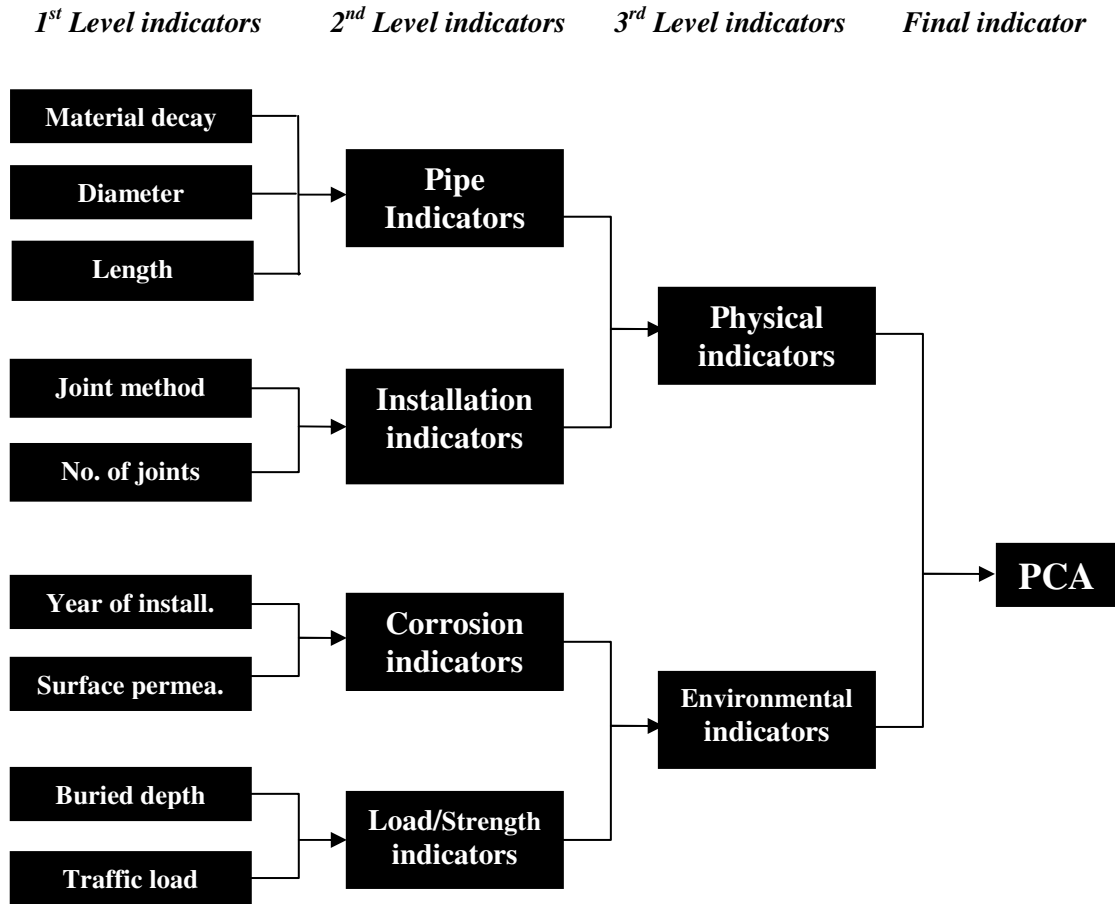 1st Level indicators
2nd Level indicators
3rd Level indicators
Final indicator
Material decay
Diameter
Length
Pipe
Indicators
Joint method
No. of joints
Installation
indicators
Physical
indicators
Year of install.
Surface permea.
Corrosion
indicators
Buried depth
Traffic load
Load/Strength
indicators
Environmental
indicators
PCA